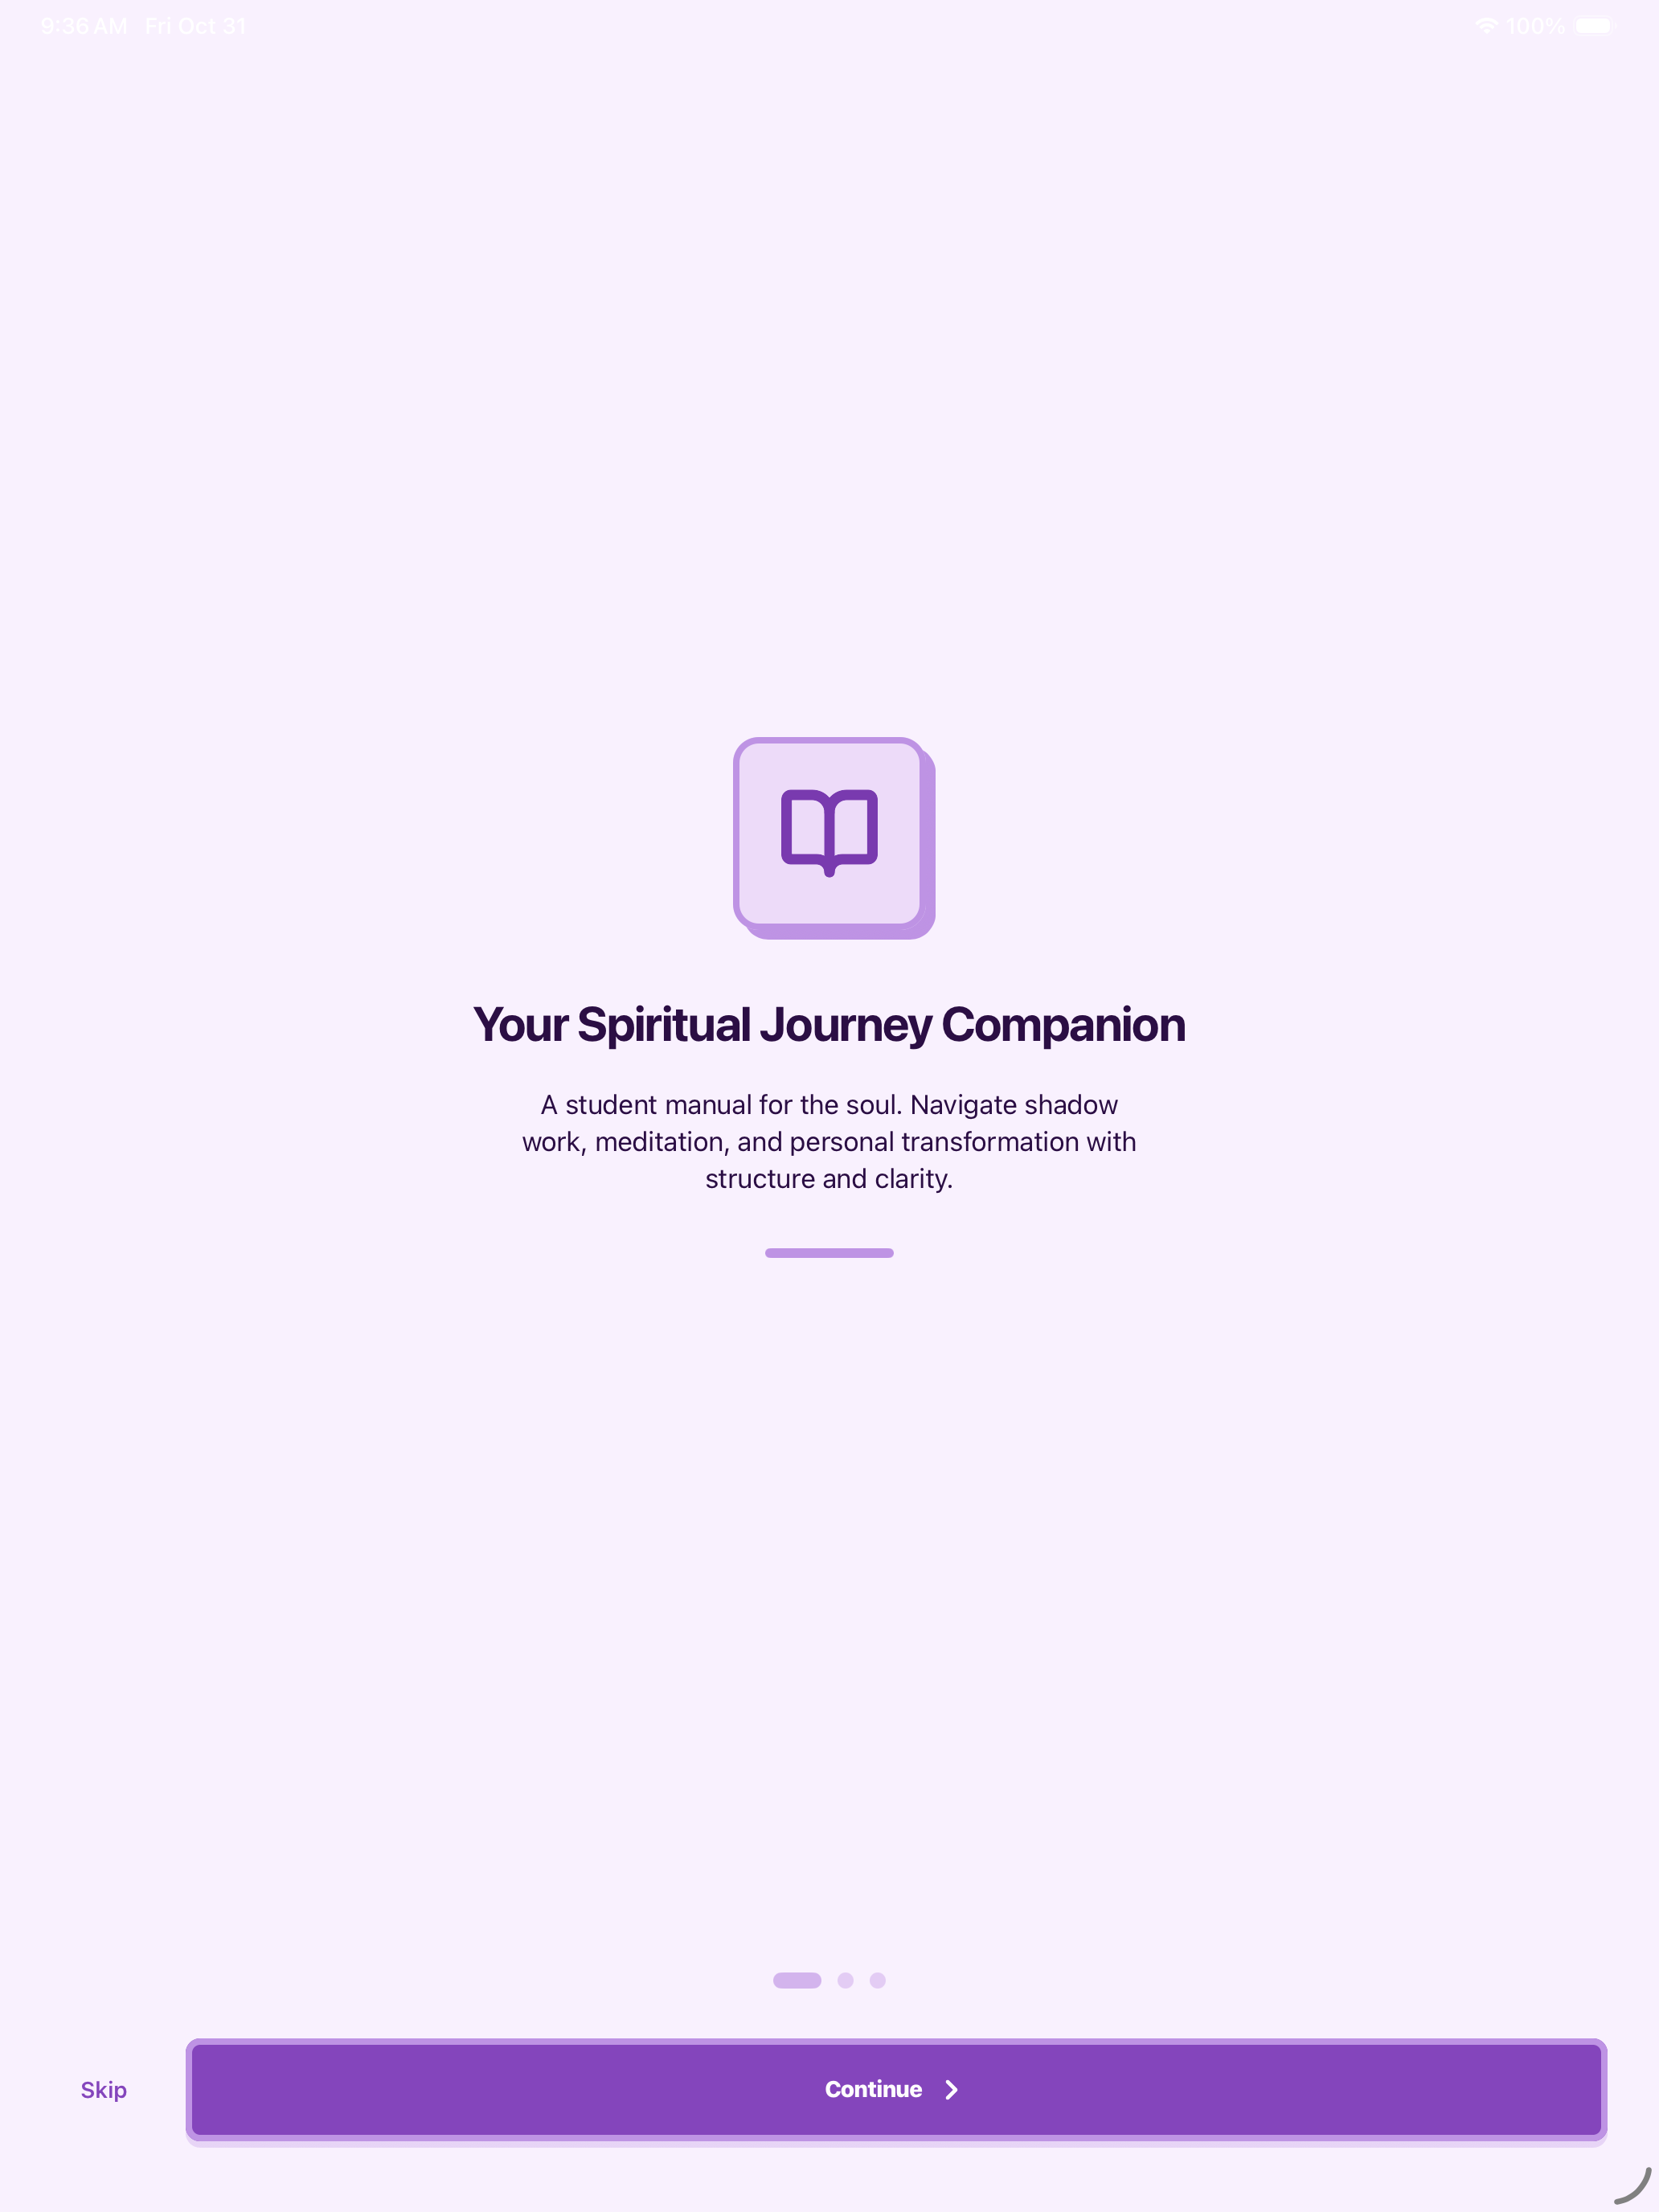 9:36 AM Fri Oct 31
100%
Your Spiritual Journey Companion
A student manual for the soul. Navigate shadow
work, meditation, and personal transformation with
structure and clarity.
Skip
Continue